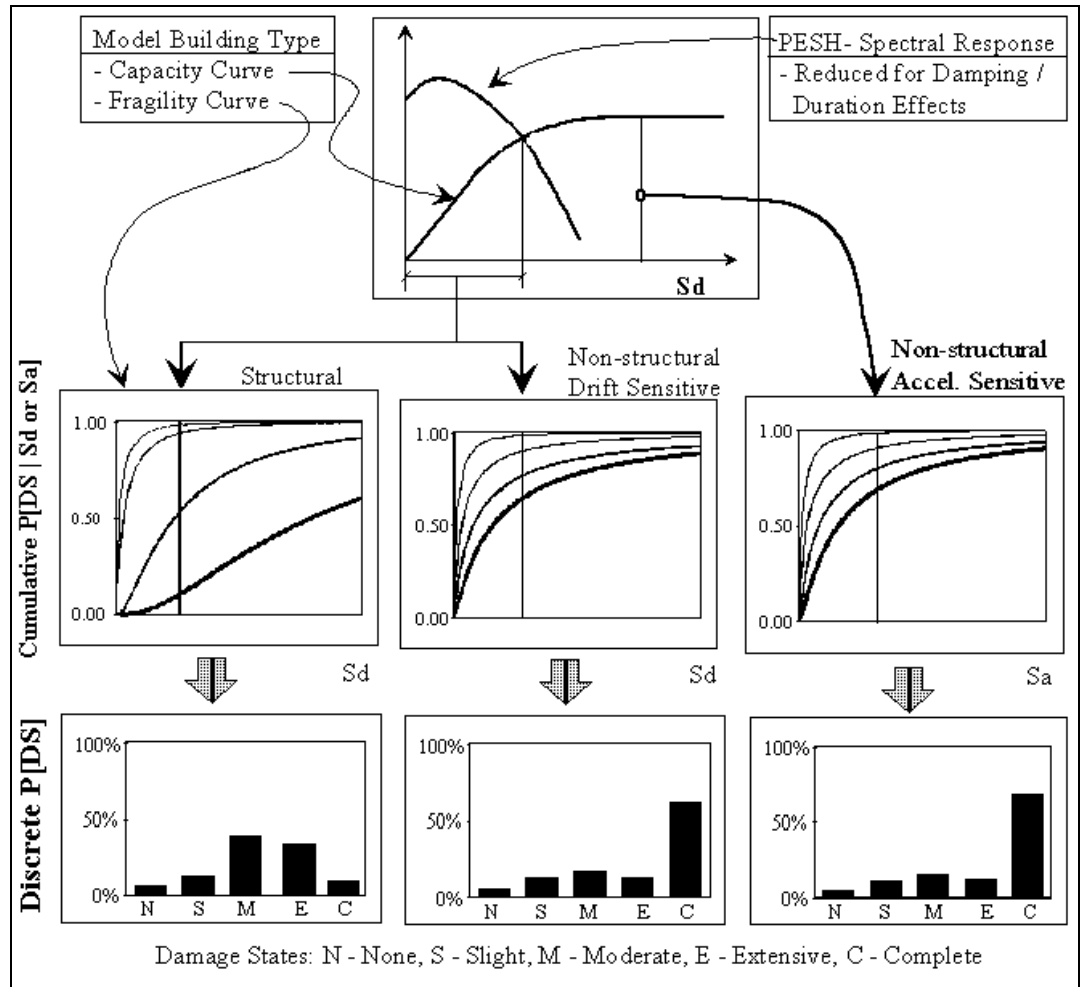 Model Building Type
- Capacity Curve
- Fragility Curve
PESH- Spectral Response
- Reduced for Damping /
Duration Effects
Sd
Cumulative P[DS | Sd or Sa]
Structural
Non-structural
Drift Sensitive
Non-structural
Accel. Sensitive
1.00
0.50
0.00
Sd
1.00
0.50
0.00
Sd
1.00
0.50
0.00
Sa
Discrete P[DS]
100%
50%
0%
N S M E C
100%
50%
0%
N S M E C
100%
50%
0%
N S M E C
Damage States: N - None, S - Slight, M - Moderate, E - Extensive, C - Complete